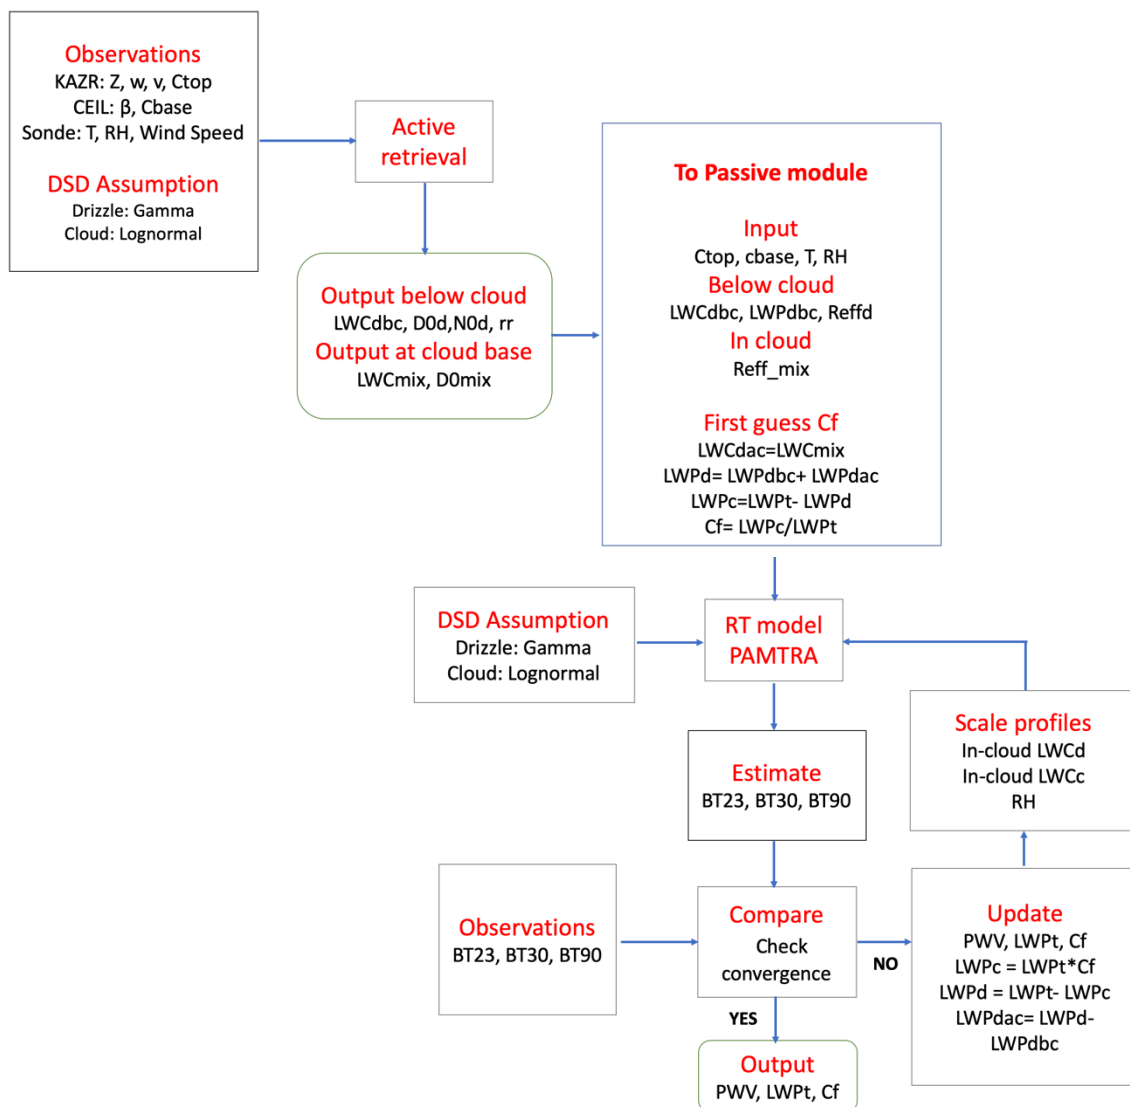 Observations
KAZR: Z, w, v, Ctop
CEIL: β, Cbase
Sonde: T, RH, Wind Speed
DSD Assumption
Drizzle: Gamma
Cloud: Lognormal
Active
retrieval
Output below cloud
LWCdbc, D0d,N0d, rr
Output at cloud base
LWCmix, D0mix
To Passive module
Input
Ctop, cbase, T, RH
Below cloud
LWCdbc, LWPdbc, Reffd
In cloud
Reff_mix
First guess Cf
LWCdac=LWCmix
LWPd= LWPdbc+ LWPdac
LWPc=LWPt- LWPd
Cf= LWPc/LWPt
DSD Assumption
Drizzle: Gamma
Cloud: Lognormal
RT model
PAMTRA
Scale profiles
In-cloud LWCd
In-cloud LWCc
RH
Estimate
BT23, BT30, BT90
Observations
BT23, BT30, BT90
Compare
Check
convergence
NO
Update
PWV, LWPt, Cf
LWPc = LWPt*Cf
LWPd = LWPt- LWPc
LWPdac= LWPd-
LWPdbc
YES
Output
PWV, LWPt, Cf